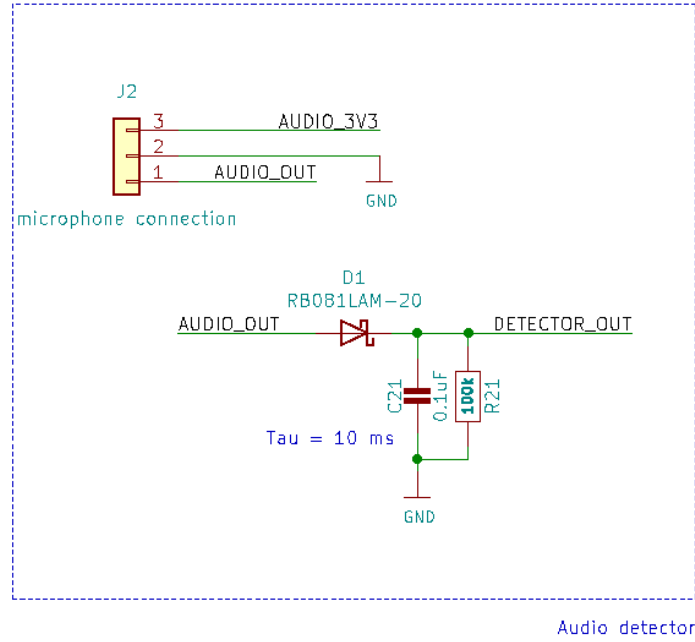 J2
3
AUDIO_3V3
2
1
AUDIO_OUT
GND
microphone connection
D1
RB081LAM-20
AUDIO_OUT
DETECTOR_OUT
C21
0.1uF
100k
R21
Tau = 10 ms
GND
Audio detector